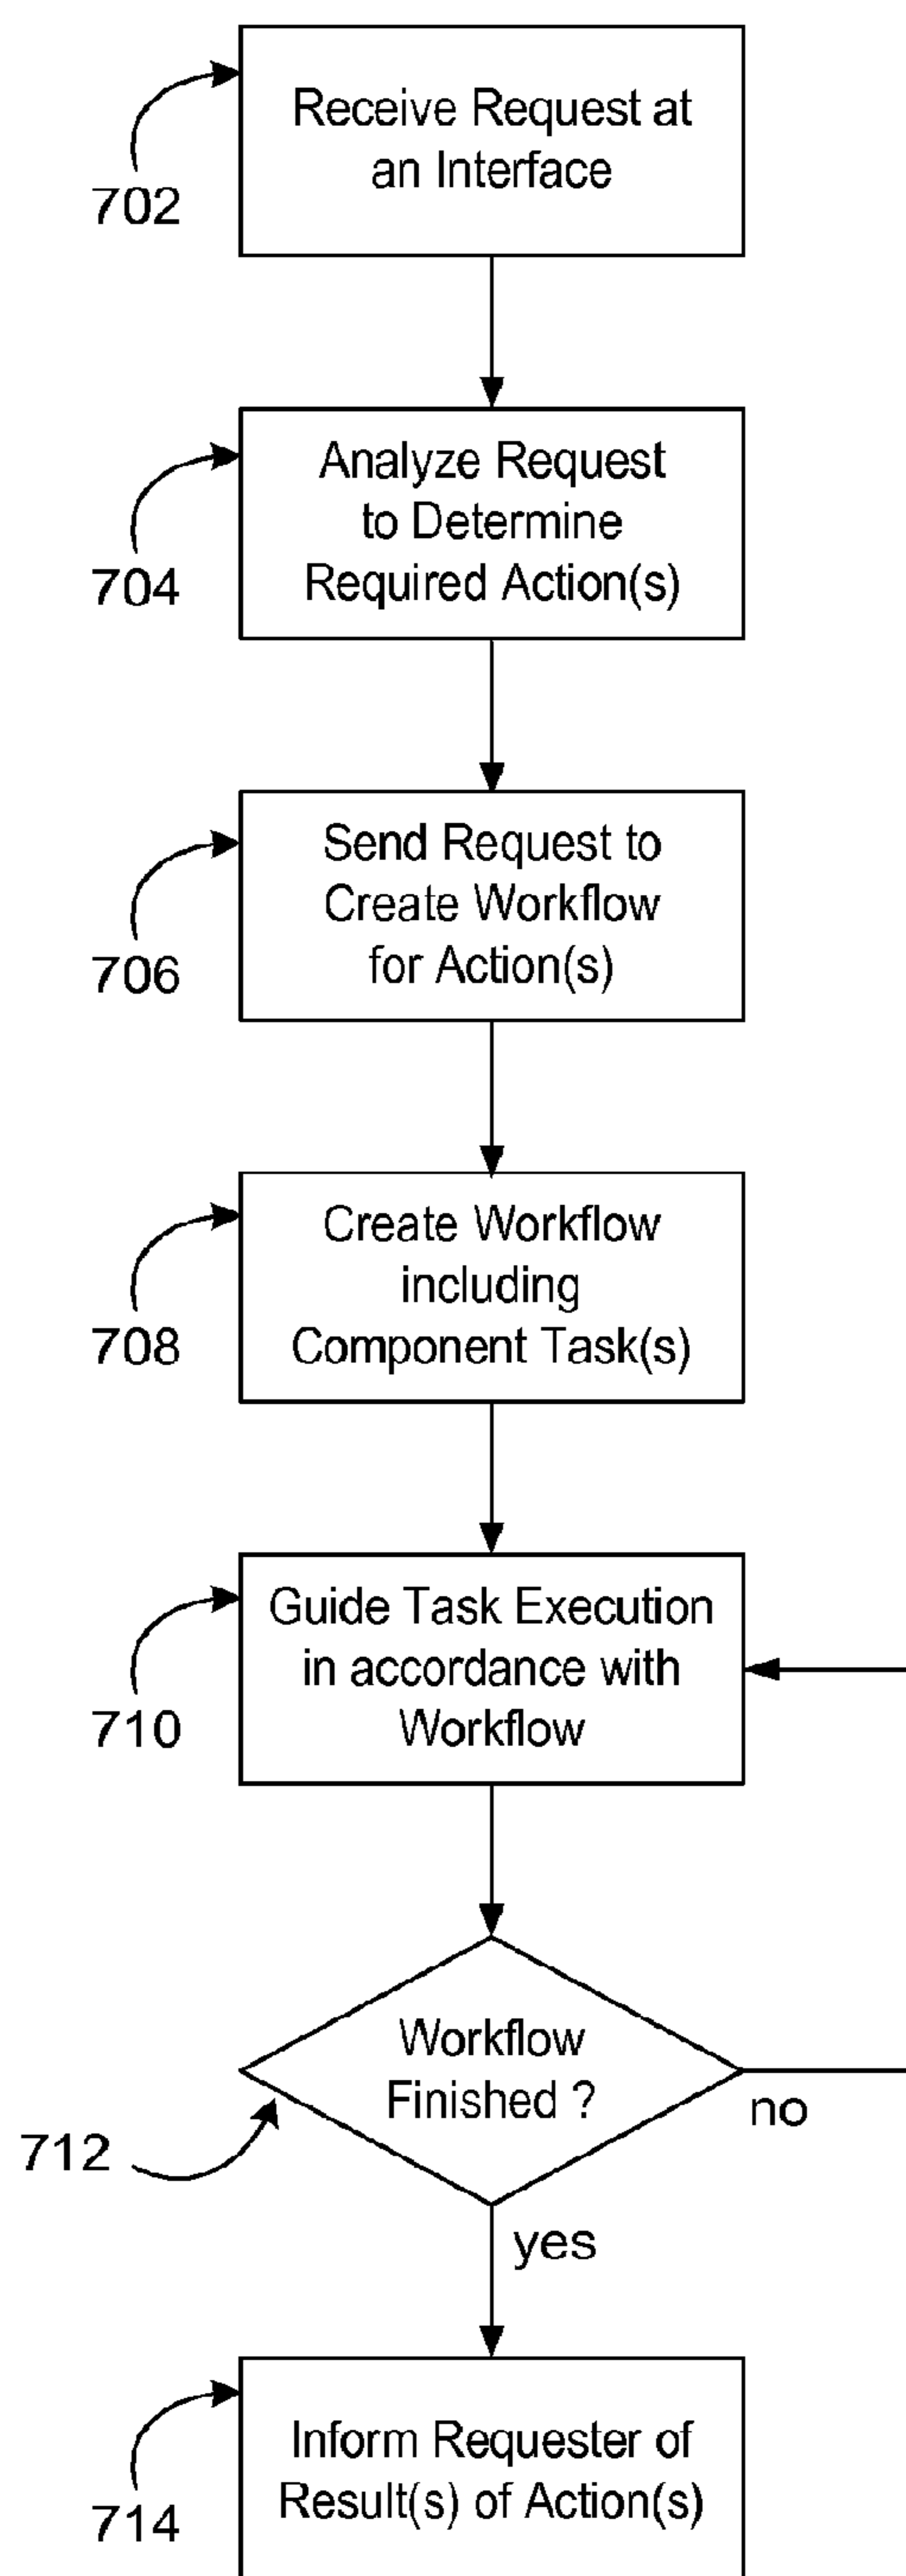 Receive Request at
an Interface
702
Analyze Request
to Determine
Required Action(s)
704
Send Request to
Create Workflow
for Action(s)
706
Create Workflow
including
Component Task(s)
708
Guide Task Execution
in accordance with
Workflow
710
Workflow
Finished ?
no
712
yes
Inform Requester of
Result(s) of Action(s)
714